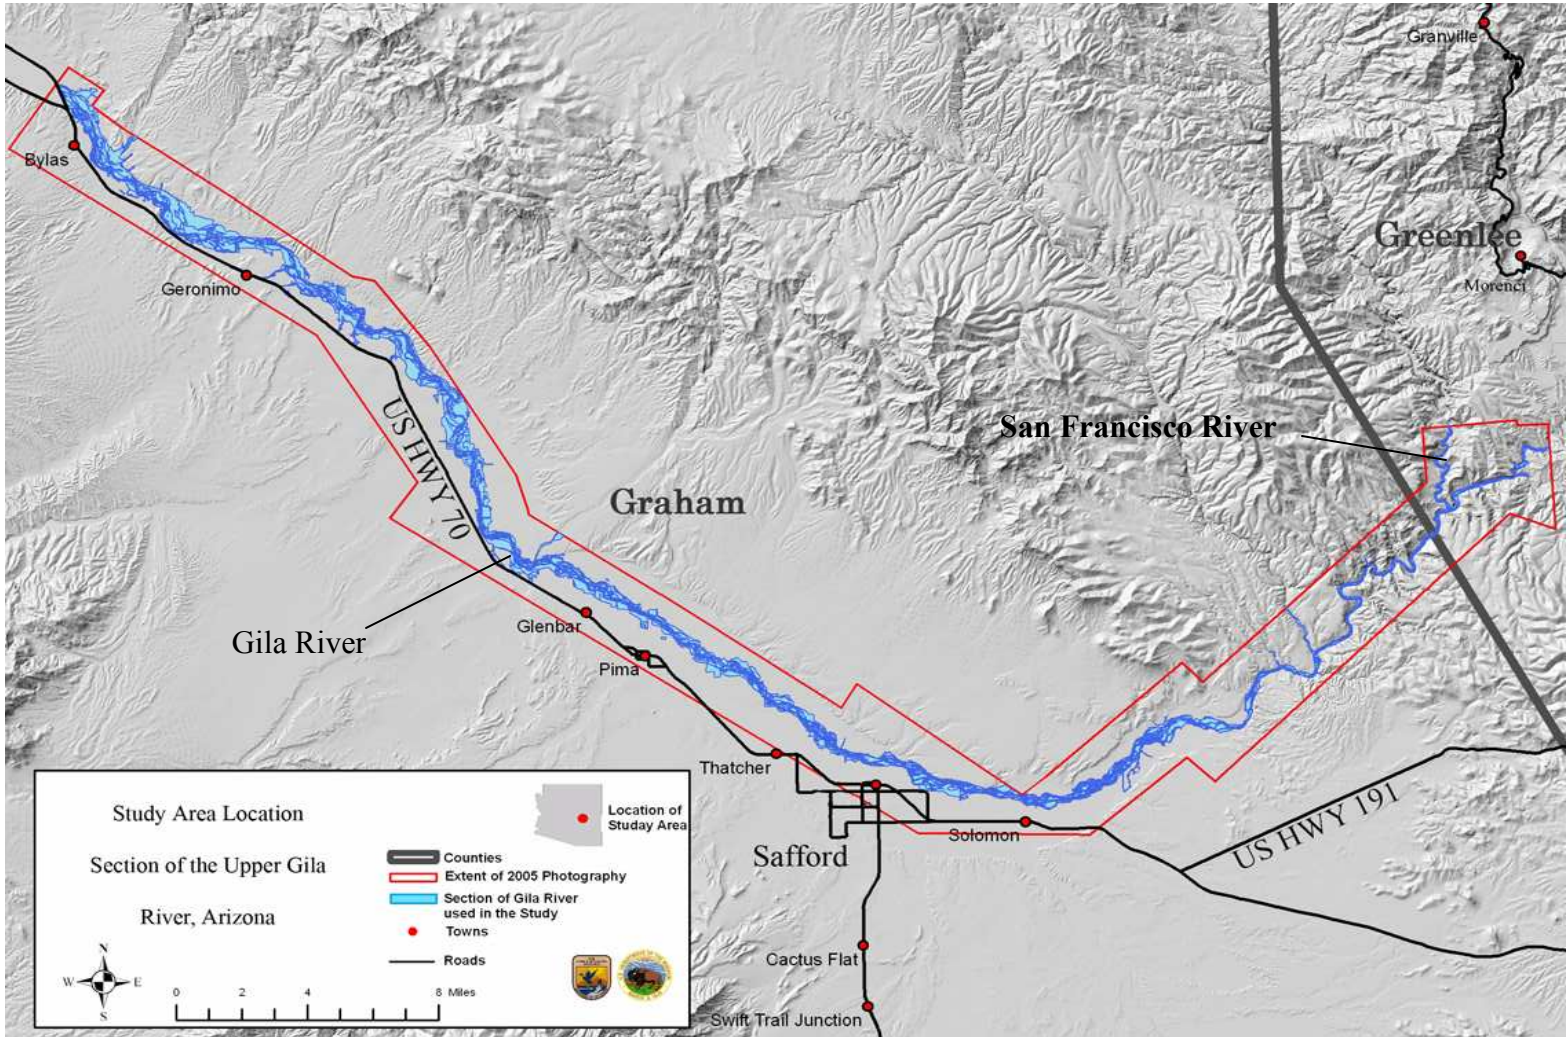 Granville
Bylas
Greenlee
Geronimo
Morenci
US HWY 70
San Francisco River
Graham
Gila River
Glenbar
Pima
Thatcher
Safford
Solomon
US HWY 191
Cactus Flat
Swift Trail Junction
Study Area Location
Section of the Upper Gila
River, Arizona
Location of
Studay Area
Counties
Extent of 2005 Photography
Section of Gila River
used in the Study
Towns
Roads
N
W
E
S
0 2 4 8 Miles